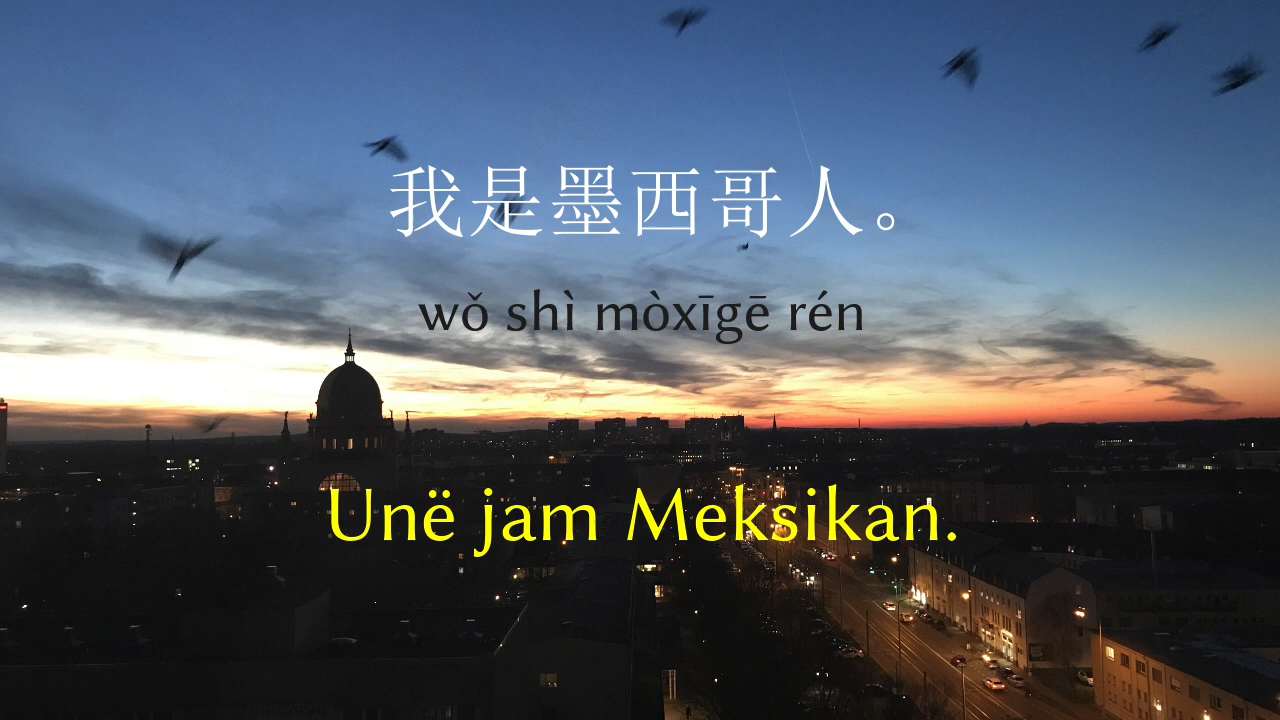 我是墨西哥人。
wǒ shì mòxīgē rén
Unë jam Meksikan.